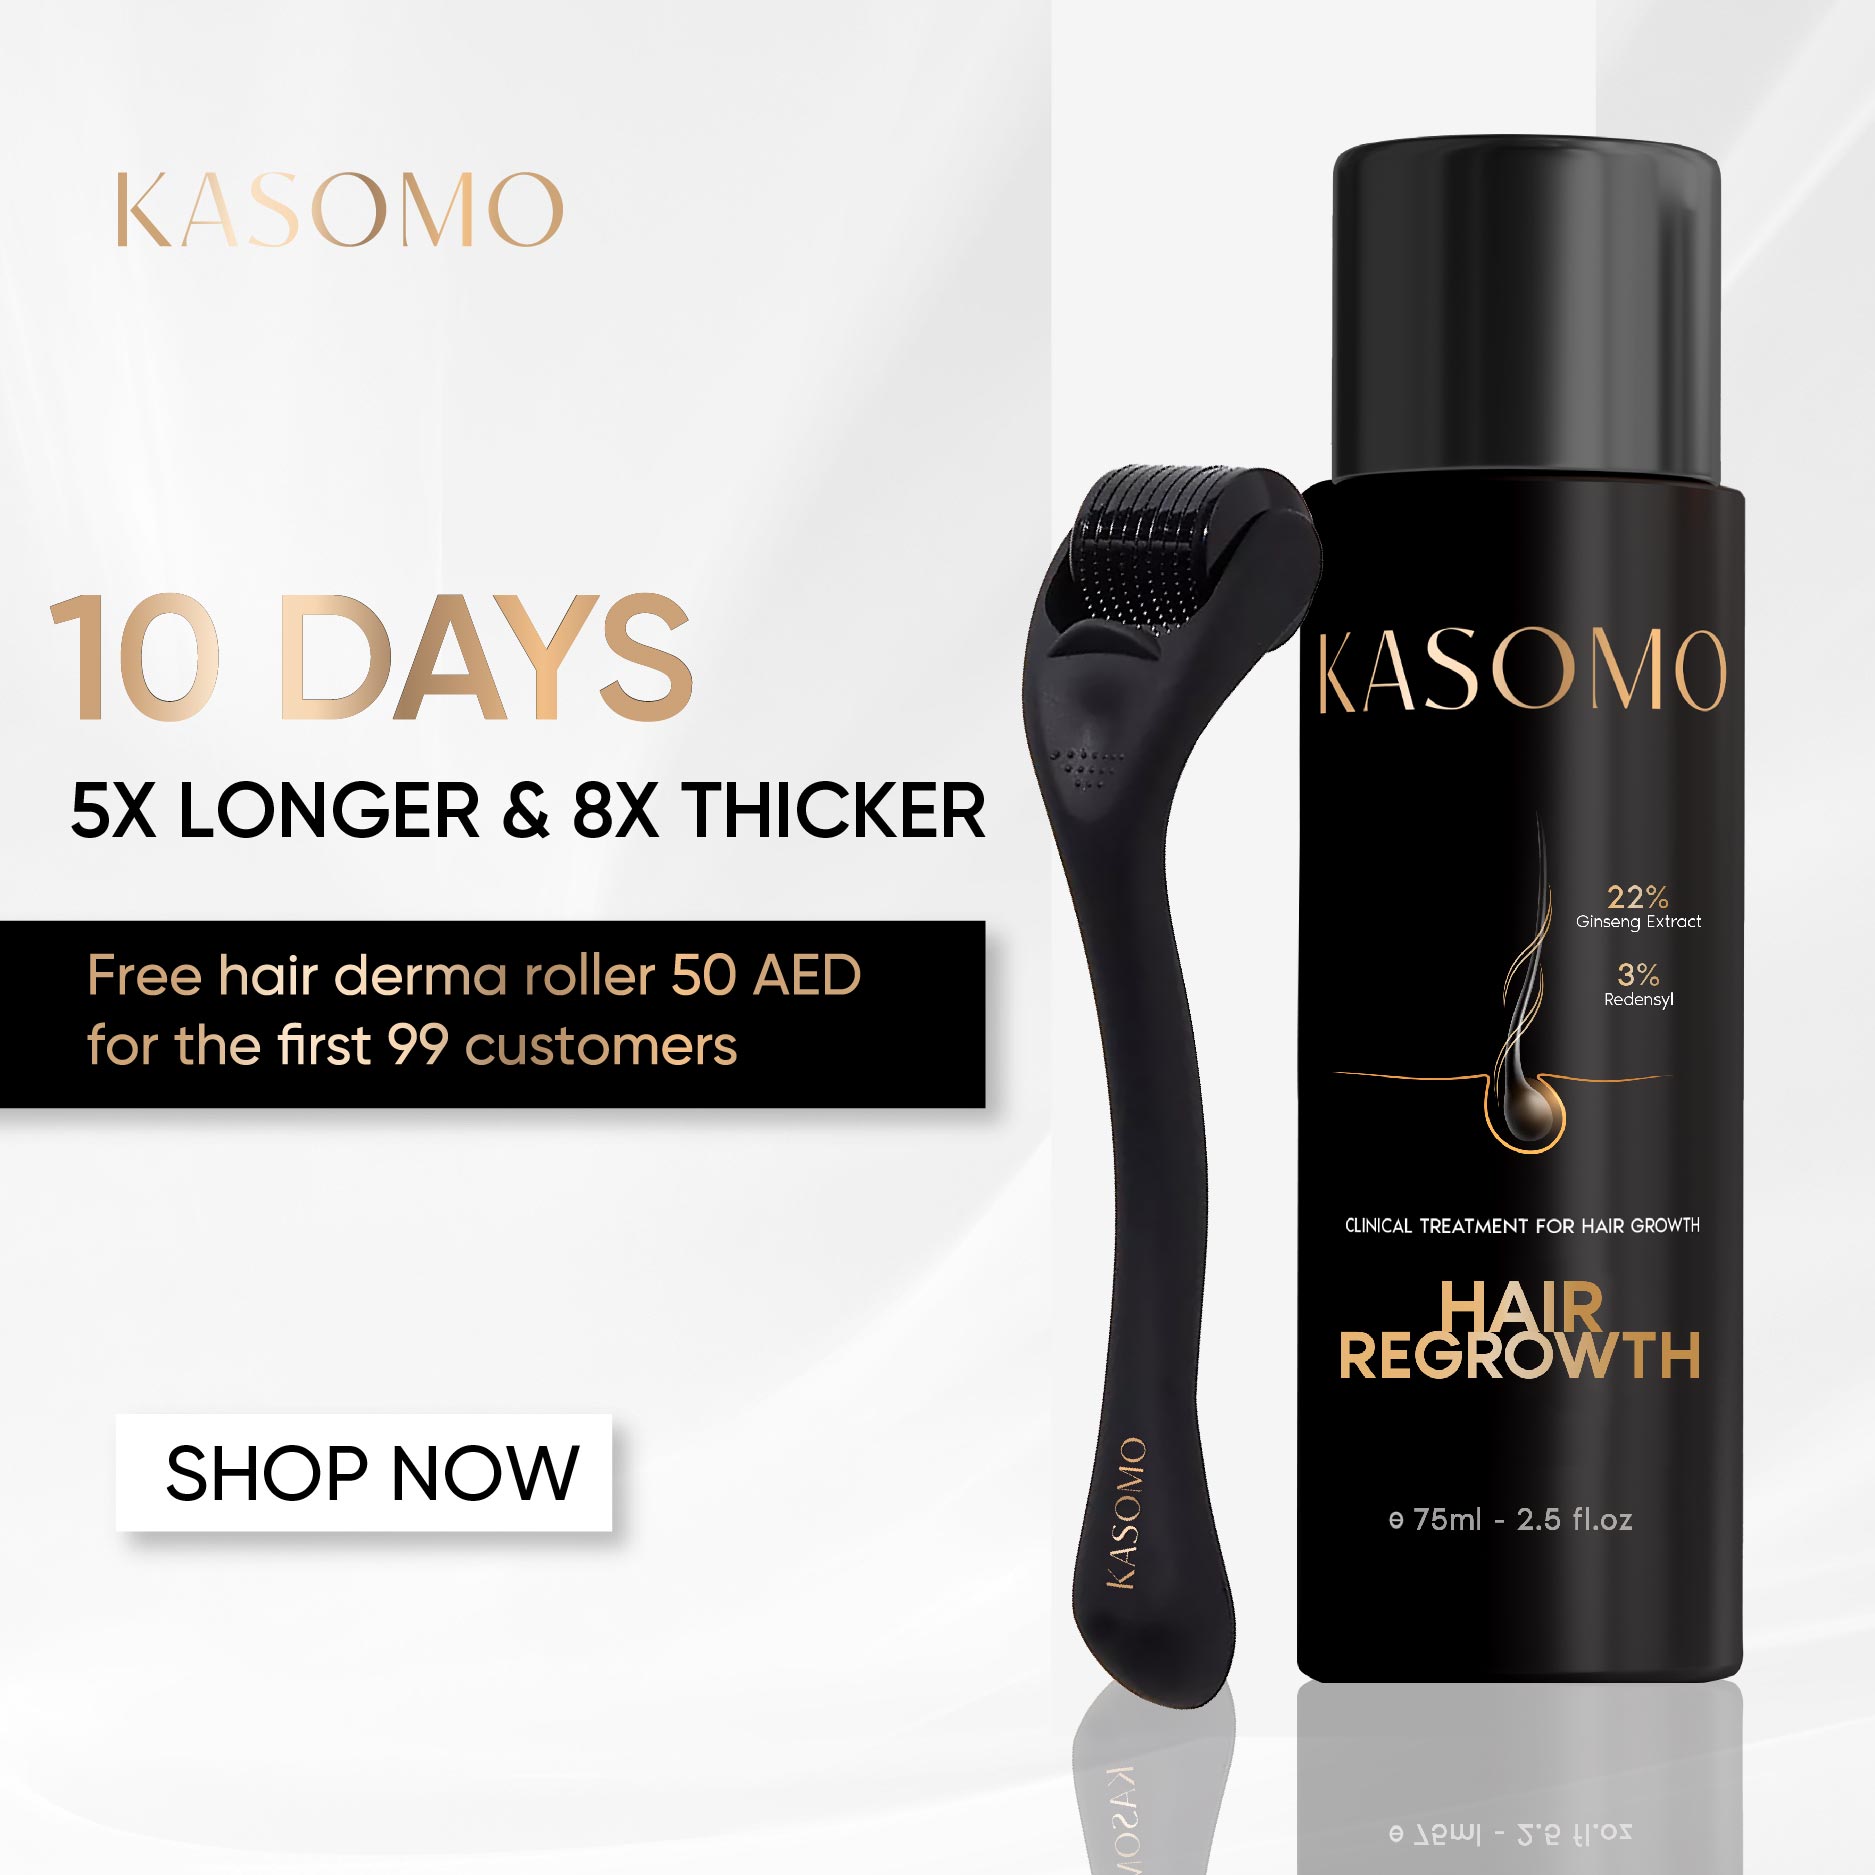 KASOMO
10 DAYS
5X LONGER & 8X THICKER
Free hair derma roller 50 AED
for the first 99 customers
SHOP NOW
KASOMO
KASOMO
22%
Ginseng Extract
3%
Redensyl
CLINICAL TREATMENT FOR HAIR GROWTH
HAIR
REGROWTH
e 75ml - 2.5 fl.oz